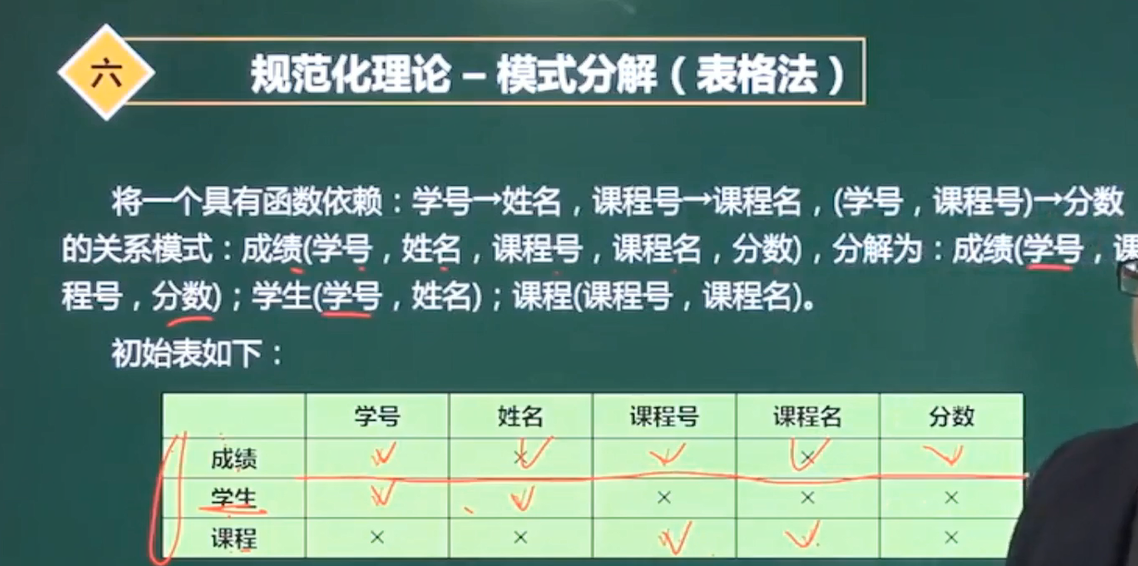 六
规范化理论 – 模式分解（表格法）
将一个具有函数依赖：学号→姓名，课程号→课程名，(学号，课程号)→分数
的关系模式：成绩(学号，姓名，课程号，课程名，分数)，分解为：成绩(学号，课
程号，分数)；学生(学号，姓名)；课程(课程号，课程名)。
初始表如下：
学号 姓名 课程号 课程名 分数
成绩 √ × √ × √
学生 √ √ × × ×
课程 × × √ √ ×